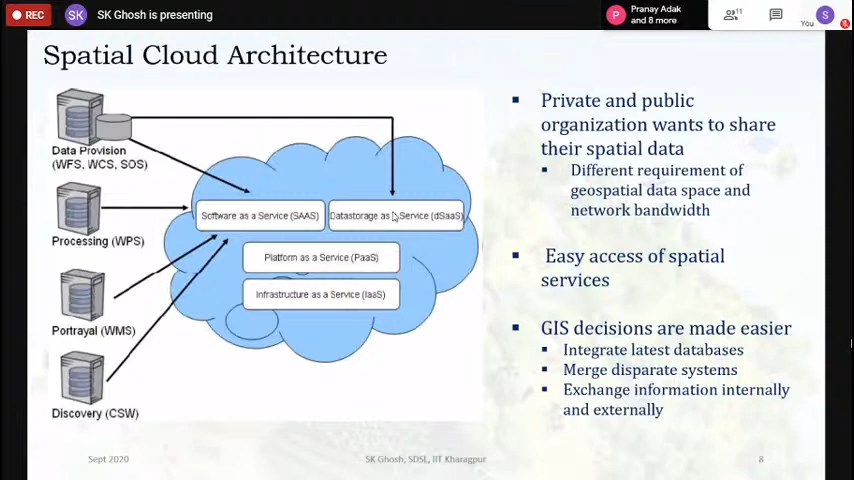 REC
SK
SK Ghosh is presenting
P
Pranay Adak
and 8 more
11
S
You
Spatial Cloud Architecture
Data Provision
(WFS, WCS, SOS)
Processing (WPS)
Portrayal (WMS)
Discovery (CSW)
Software as a Service (SAAS)
Datastorage as Service (dSaaS)
Platform as a Service (PaaS)
Infrastructure as a Service (IaaS)
Private and public
organization wants to share
their spatial data
Different requirement of
geospatial data space and
network bandwidth
Easy access of spatial
services
GIS decisions are made easier
Integrate latest databases
Merge disparate systems
Exchange information internally
and externally
Sept 2020
SK Ghosh, SDSL, IIT Kharagpur
8